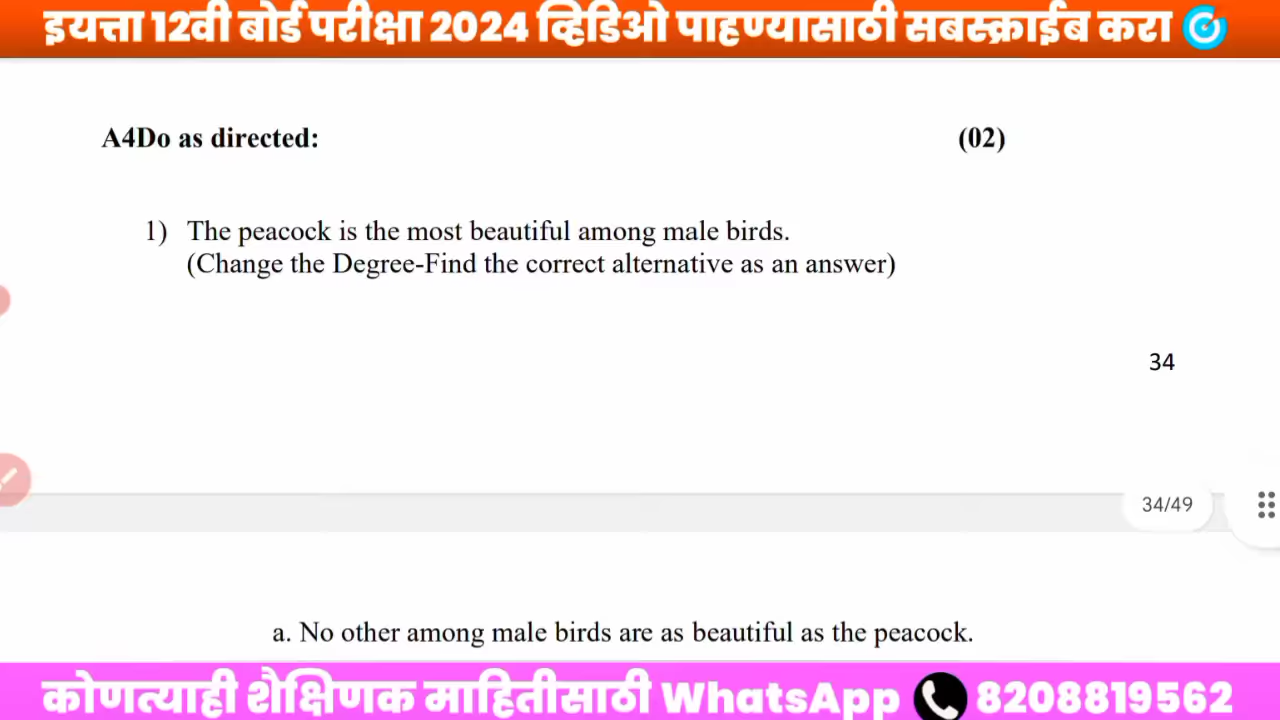 इयत्ता 12वी बोर्ड परीक्षा 2024 व्हिडिओ पाहण्यासाठी सबस्क्राईब करा
A4Do as directed: (02)
1) The peacock is the most beautiful among male birds.
(Change the Degree-Find the correct alternative as an answer)
34
34/49
a. No other among male birds are as beautiful as the peacock.
कोणत्याही शैक्षिणक माहितीसाठी WhatsApp 8208819562